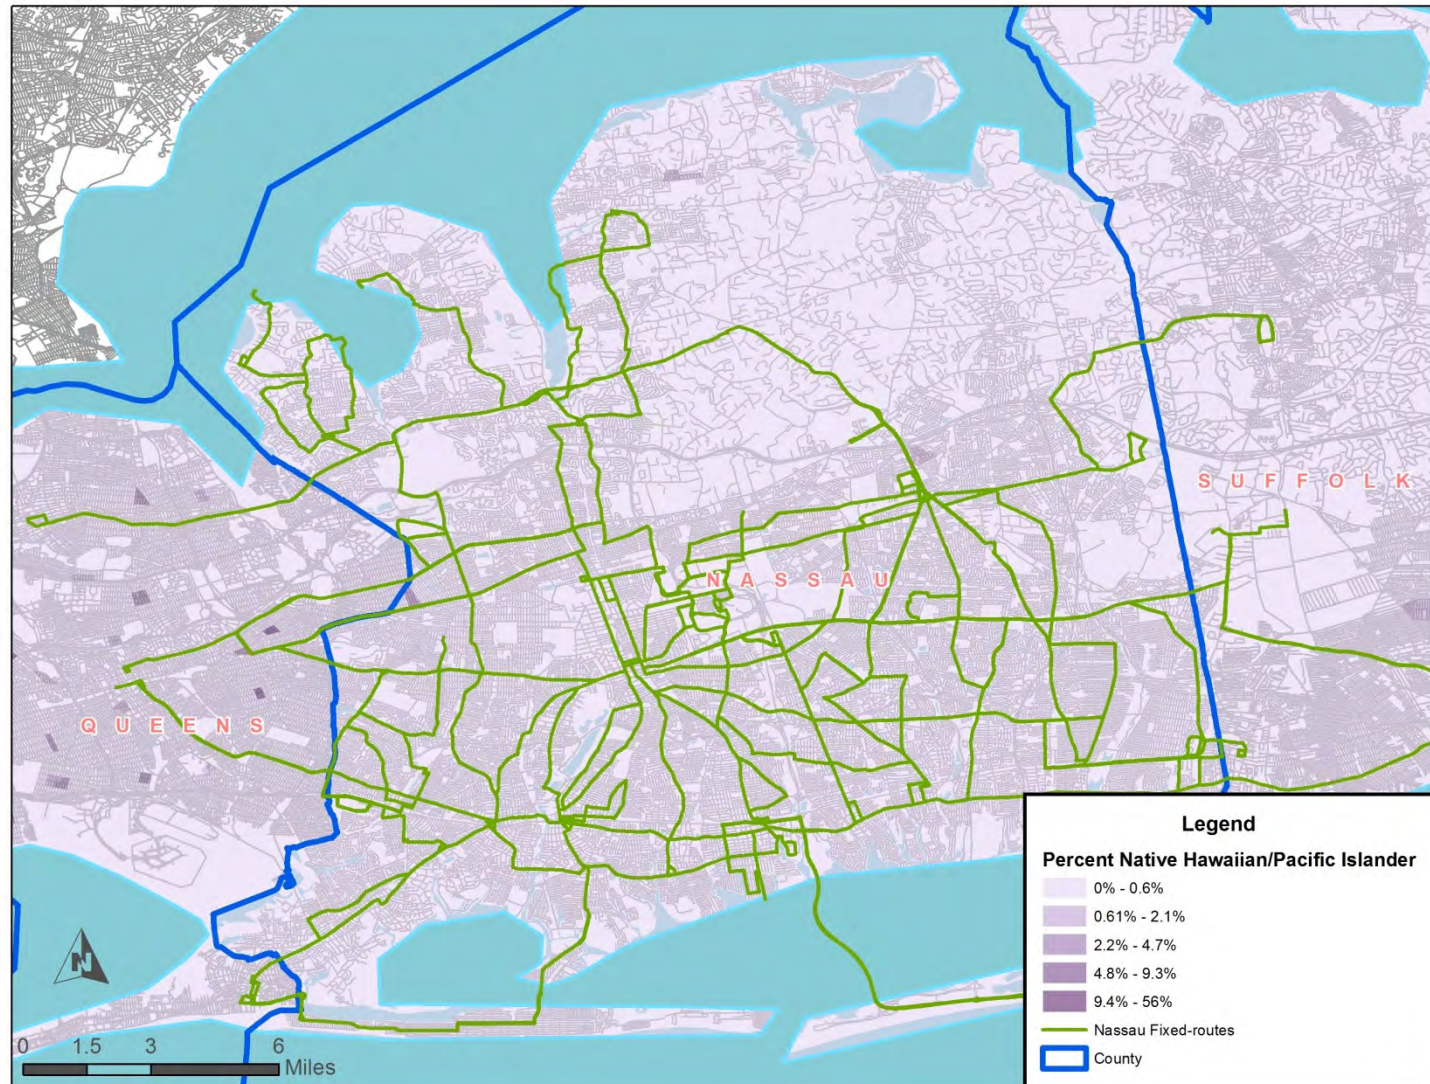 SUFFOLK
NASSAU
QUEENS
N
0 1.5 3 6
Miles
Legend
Percent Native Hawaiian/Pacific Islander
0% - 0.6%
0.61% - 2.1%
2.2% - 4.7%
4.8% - 9.3%
9.4% - 56%
Nassau Fixed-routes
County